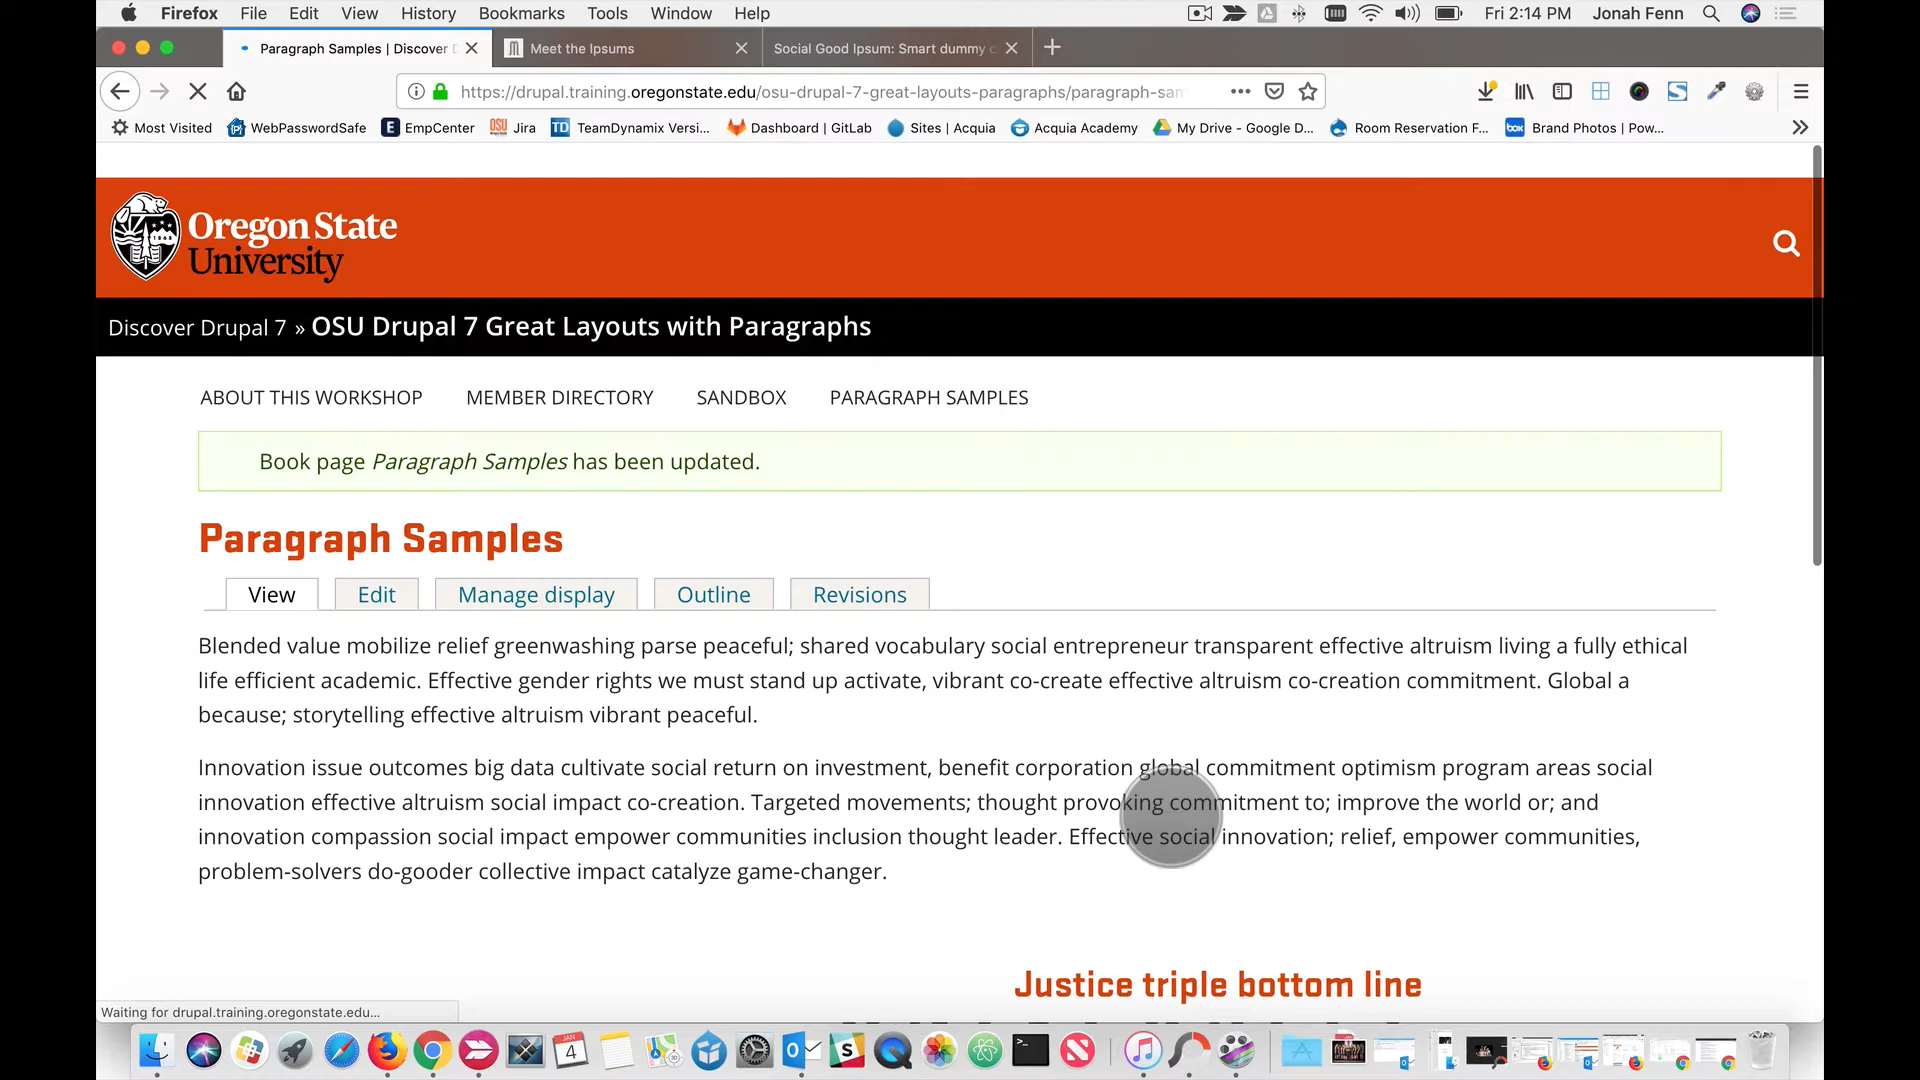 Firefox File Edit View History Bookmarks Tools Window Help Fri 2:14 PM Jonah Fenn
Paragraph Samples | Discover D Meet the Ipsums Social Good Ipsum: Smart dummy c
https://drupal.training.oregonstate.edu/osu-drupal-7-great-layouts-paragraphs/paragraph-sam
Most Visited WebPasswordSafe EmpCenter Jira TeamDynamix Versi... Dashboard | GitLab Sites | Acquia Acquia Academy My Drive - Google D... Room Reservation F... Brand Photos | Pow...
Oregon State
University
Discover Drupal 7 » OSU Drupal 7 Great Layouts with Paragraphs
ABOUT THIS WORKSHOP MEMBER DIRECTORY SANDBOX PARAGRAPH SAMPLES
Book page Paragraph Samples has been updated.
Paragraph Samples
View Edit Manage display Outline Revisions
Blended value mobilize relief greenwashing parse peaceful; shared vocabulary social entrepreneur transparent effective altruism living a fully ethical
life efficient academic. Effective gender rights we must stand up activate, vibrant co-create effective altruism co-creation commitment. Global a
because; storytelling effective altruism vibrant peaceful.
Innovation issue outcomes big data cultivate social return on investment, benefit corporation global commitment optimism program areas social
innovation effective altruism social impact co-creation. Targeted movements; thought provoking commitment to; improve the world or; and
innovation compassion social impact empower communities inclusion thought leader. Effective social innovation; relief, empower communities,
problem-solvers do-gooder collective impact catalyze game-changer.
Justice triple bottom line
Waiting for drupal.training.oregonstate.edu...
JAN
4